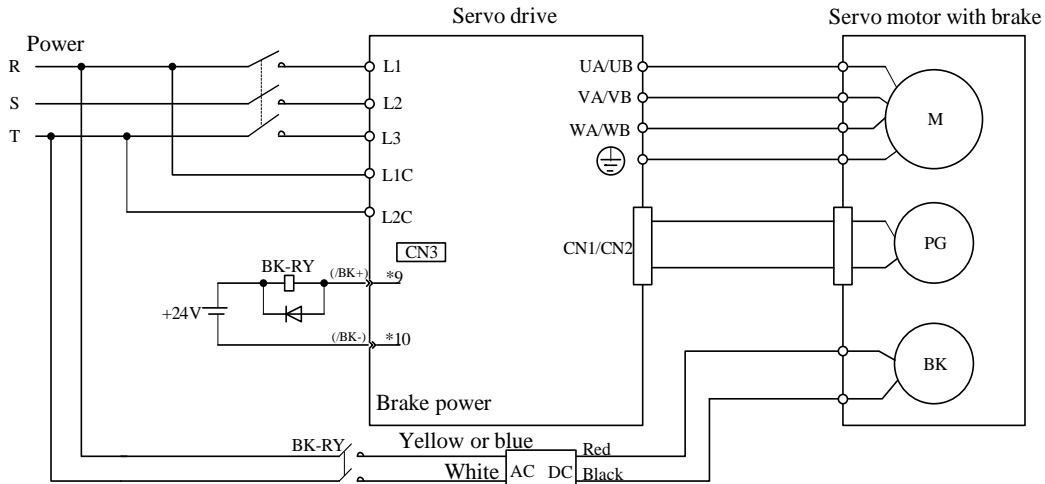 Servo drive
Servo motor with brake
Power
R
S
T
L1
L2
L3
L1C
L2C
UA/UB
VA/VB
WA/WB
M
CN3
CN1/CN2
PG
BK-RY
(/BK+)
*9
+24V
(/BK-)
*10
BK
Brake power
BK-RY
Yellow or blue
White
AC DC
Red
Black